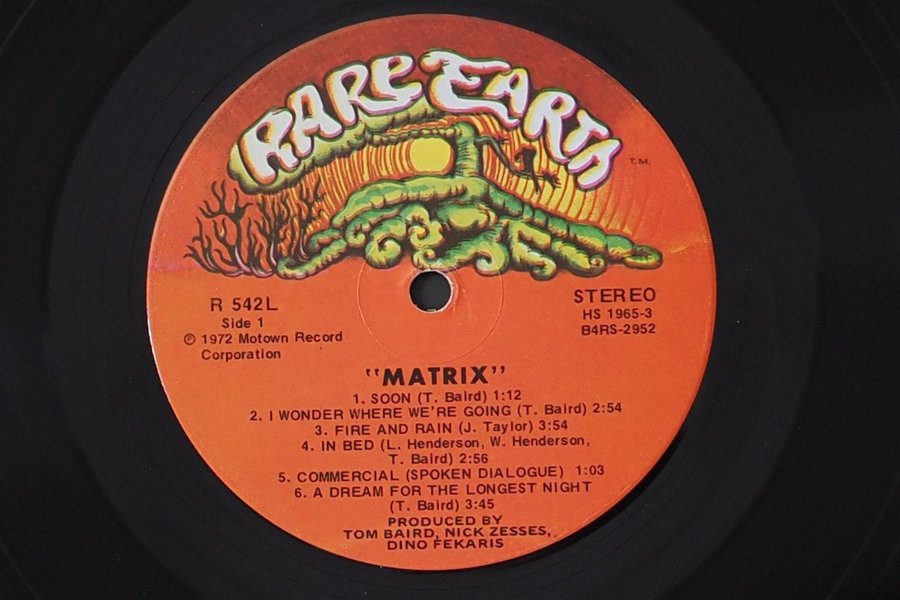 RARE EARTH
T.M.
R 542L
Side 1
℗ 1972 Motown Record
Corporation
STEREO
HS 1965-3
B4RS-2952
"MATRIX"
1. SOON (T. Baird) 1:12
2. I WONDER WHERE WE'RE GOING (T. Baird) 2:54
3. FIRE AND RAIN (J. Taylor) 3:54
4. IN BED (L. Henderson, W. Henderson,
T. Baird) 2:56
5. COMMERCIAL (SPOKEN DIALOGUE) 1:03
6. A DREAM FOR THE LONGEST NIGHT
(T. Baird) 3:45
PRODUCED BY
TOM BAIRD, NICK ZESSES,
DINO FEKARIS